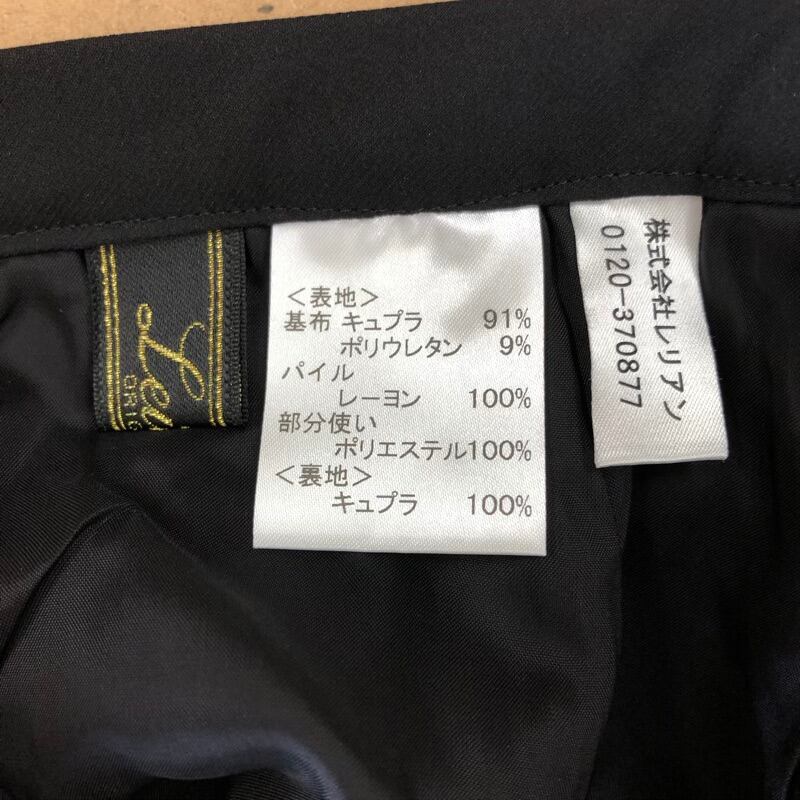 ＜表地＞
基布 キュプラ 91%
ポリウレタン 9%
パイル
レーヨン 100%
部分使い
ポリエステル100%
＜裏地＞
キュプラ 100%
株式会社レリアン
0120-370877